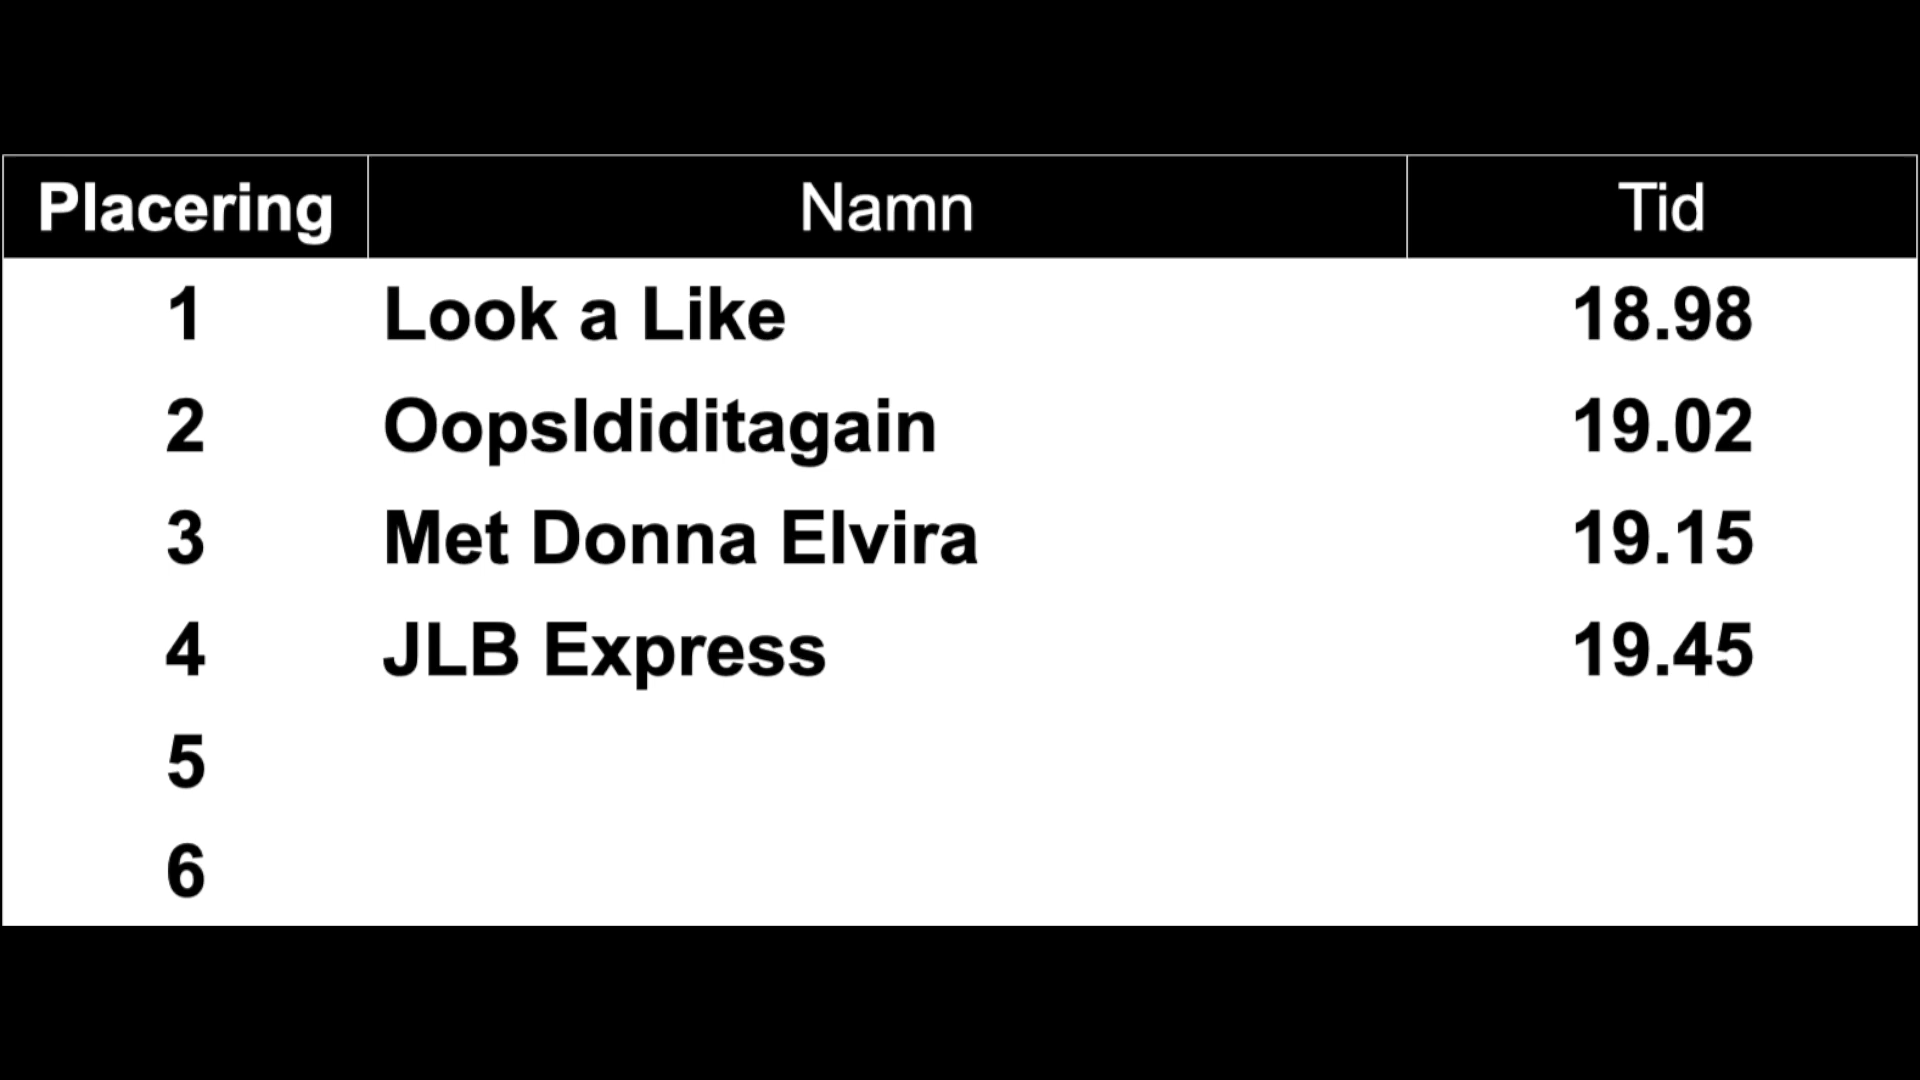 Placering Namn Tid
1 Look a Like 18.98
2 OopsIdiditagain 19.02
3 Met Donna Elvira 19.15
4 JLB Express 19.45
5
6